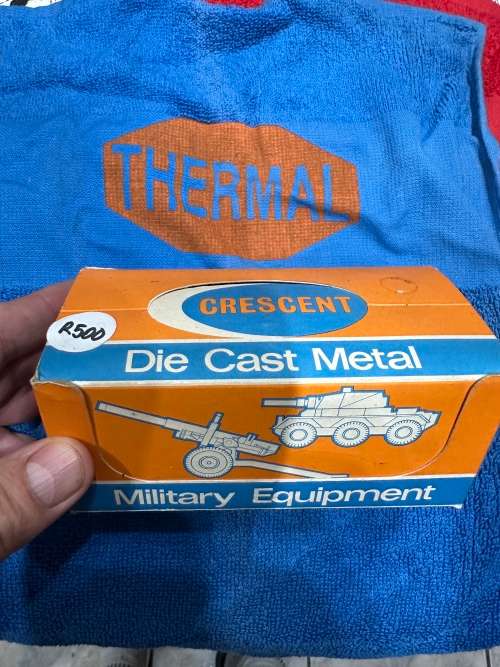 THERMAL
CRESCENT
R500
Die Cast Metal
Military Equipment